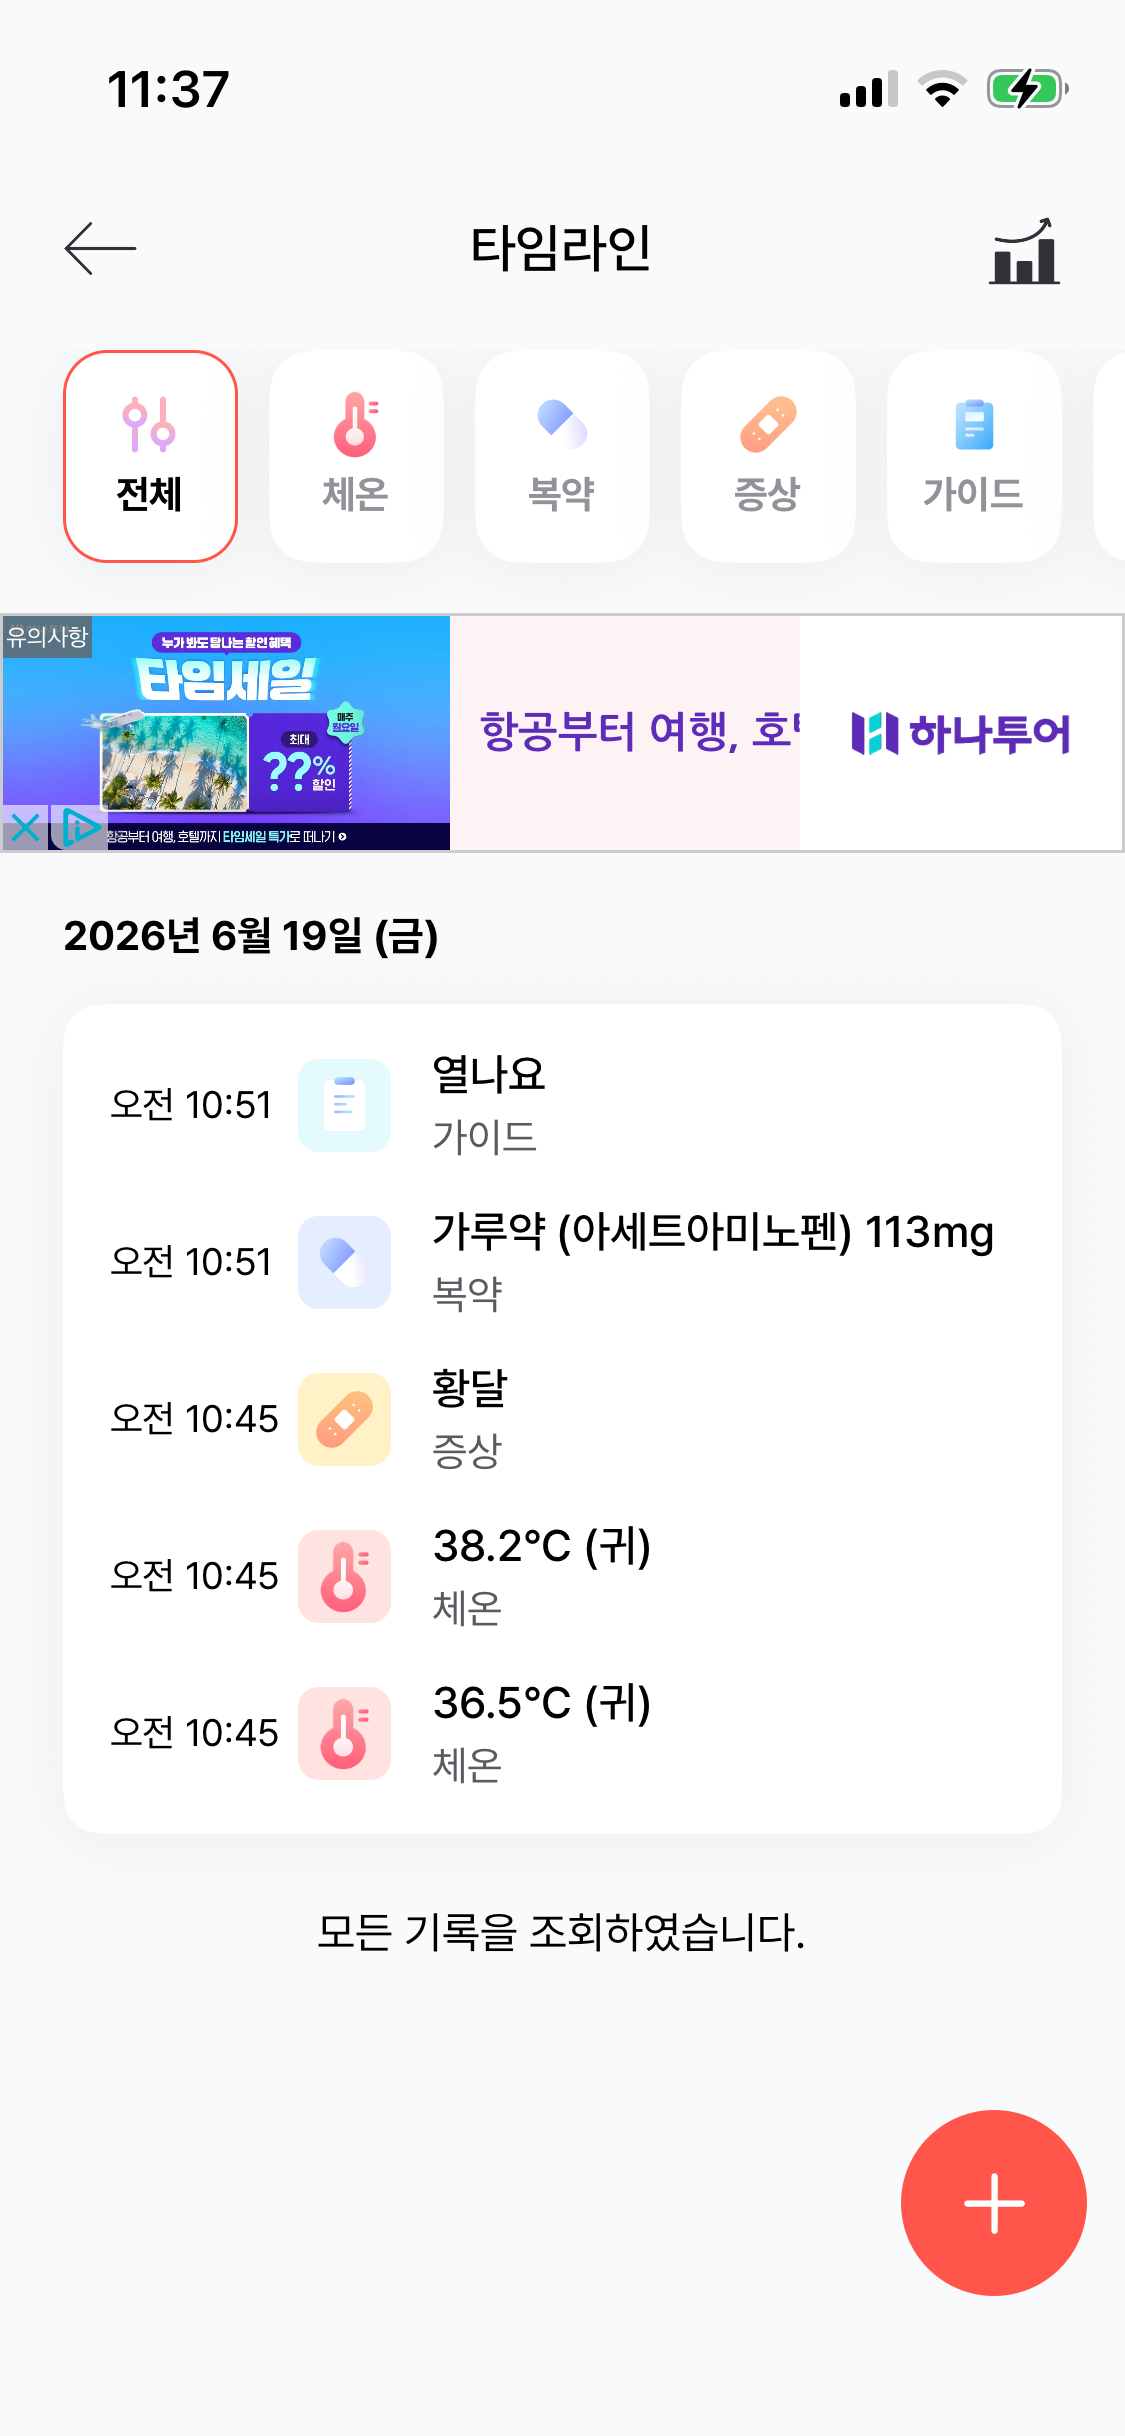 11:37
타임라인
전체
체온
복약
증상
가이드
유의사항
누가 봐도 탐나는 할인 혜택
타임세일
매주
월요일
최대
??%
할인
항공부터 여행, 호텔까지 타임세일 특가로 떠나기
항공부터 여행, 호
하나투어
2026년 6월 19일 (금)
오전 10:51
열나요
가이드
오전 10:51
가루약 (아세트아미노펜) 113mg
복약
오전 10:45
황달
증상
오전 10:45
38.2°C (귀)
체온
오전 10:45
36.5°C (귀)
체온
모든 기록을 조회하였습니다.